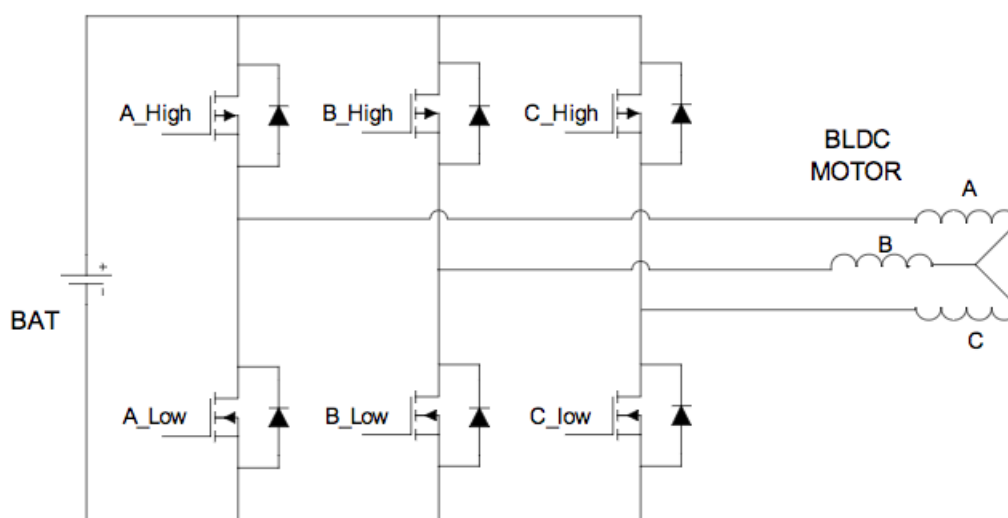 A_High
B_High
C_High
BLDC
MOTOR
A
B
+
-
BAT
C
A_Low
B_Low
C_low